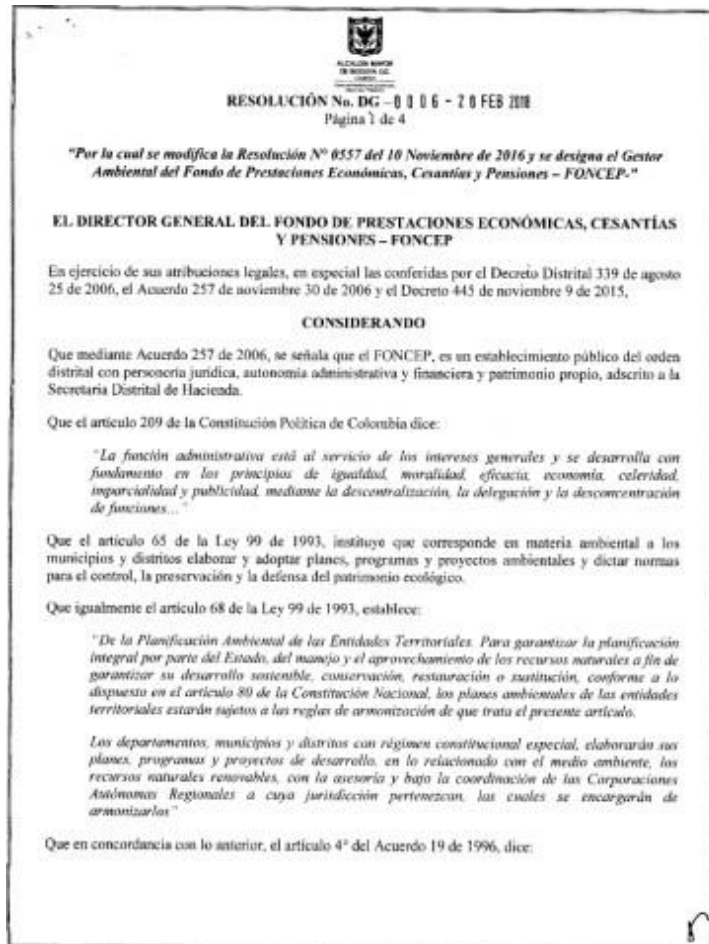 ALCALDÍA MAYOR
DE BOGOTÁ D.C.
RESOLUCIÓN No. DG - 0006 - 20 FEB 2018
Página 1 de 4
"Por la cual se modifica la Resolución N° 0557 del 10 Noviembre de 2016 y se designa el Gestor
Ambiental del Fondo de Prestaciones Económicas, Cesantías y Pensiones – FONCEP-"
EL DIRECTOR GENERAL DEL FONDO DE PRESTACIONES ECONÓMICAS, CESANTÍAS
Y PENSIONES – FONCEP
En ejercicio de sus atribuciones legales, en especial las conferidas por el Decreto Distrital 339 de agosto
25 de 2006, el Acuerdo 257 de noviembre 30 de 2006 y el Decreto 445 de noviembre 9 de 2015,
CONSIDERANDO
Que mediante Acuerdo 257 de 2006, se señala que el FONCEP, es un establecimiento público del orden
distrital con personería jurídica, autonomía administrativa y financiera y patrimonio propio, adscrito a la
Secretaria Distrital de Hacienda.
Que el artículo 209 de la Constitución Política de Colombia dice:
"La función administrativa está al servicio de los intereses generales y se desarrolla con
fundamento en los principios de igualdad, moralidad, eficacia, economía, celeridad,
imparcialidad y publicidad, mediante la descentralización, la delegación y la desconcentración
de funciones..."
Que el artículo 65 de la Ley 99 de 1993, instituye que corresponde en materia ambiental a los
municipios y distritos elaborar y adoptar planes, programas y proyectos ambientales y dictar normas
para el control, la preservación y la defensa del patrimonio ecológico.
Que igualmente el artículo 68 de la Ley 99 de 1993, establece:
"De la Planificación Ambiental de las Entidades Territoriales. Para garantizar la planificación
integral por parte del Estado, del manejo y el aprovechamiento de los recursos naturales a fin de
garantizar su desarrollo sostenible, conservación, restauración o sustitución, conforme a lo
dispuesto en el artículo 80 de la Constitución Nacional, los planes ambientales de las entidades
territoriales estarán sujetos a las reglas de armonización de que trata el presente artículo.
Los departamentos, municipios y distritos con régimen constitucional especial, elaborarán sus
planes, programas y proyectos de desarrollo, en lo relacionado con el medio ambiente, los
recursos naturales renovables, con la asesoría y bajo la coordinación de las Corporaciones
Autónomas Regionales a cuya jurisdicción pertenezcan, las cuales se encargarán de
armonizarlos"
Que en concordancia con lo anterior, el artículo 4° del Acuerdo 19 de 1996, dice: